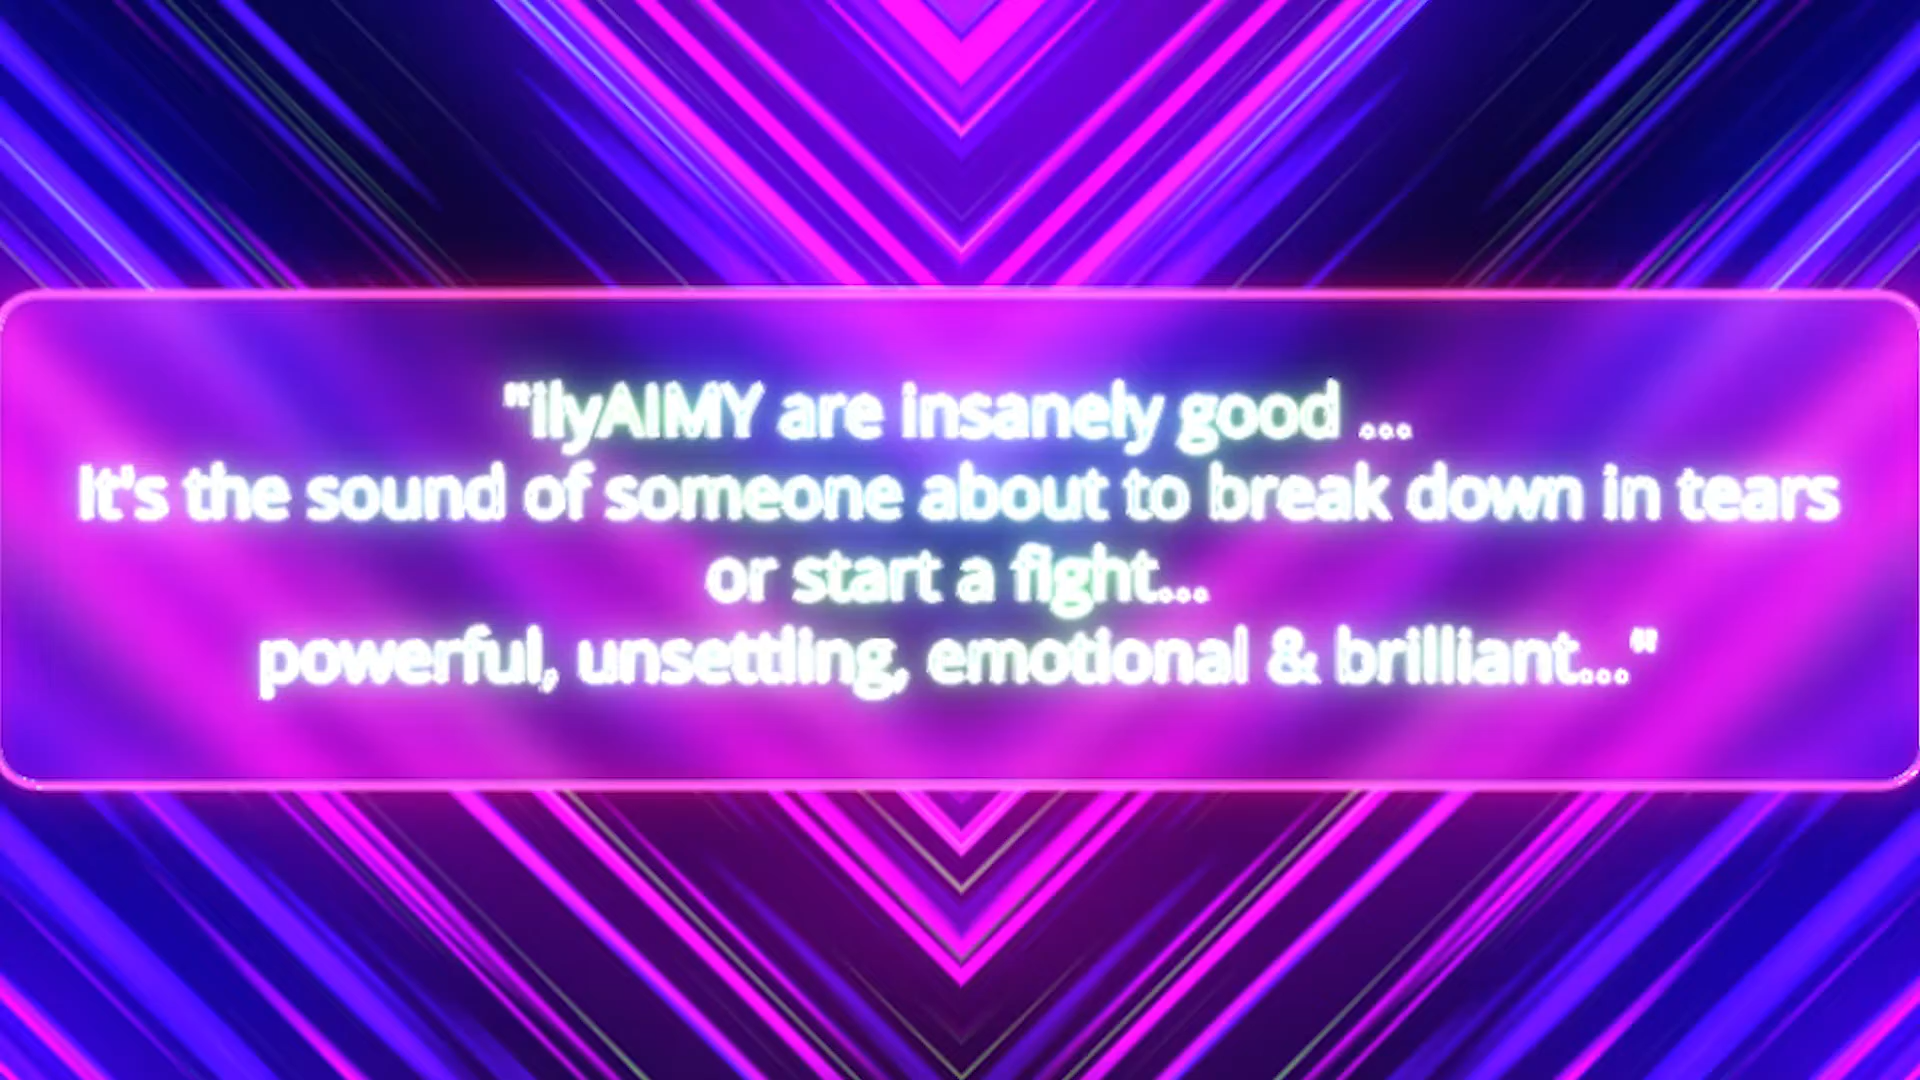 "ilyAIMY are insanely good ...
It's the sound of someone about to break down in tears
or start a fight...
powerful, unsettling, emotional & brilliant..."